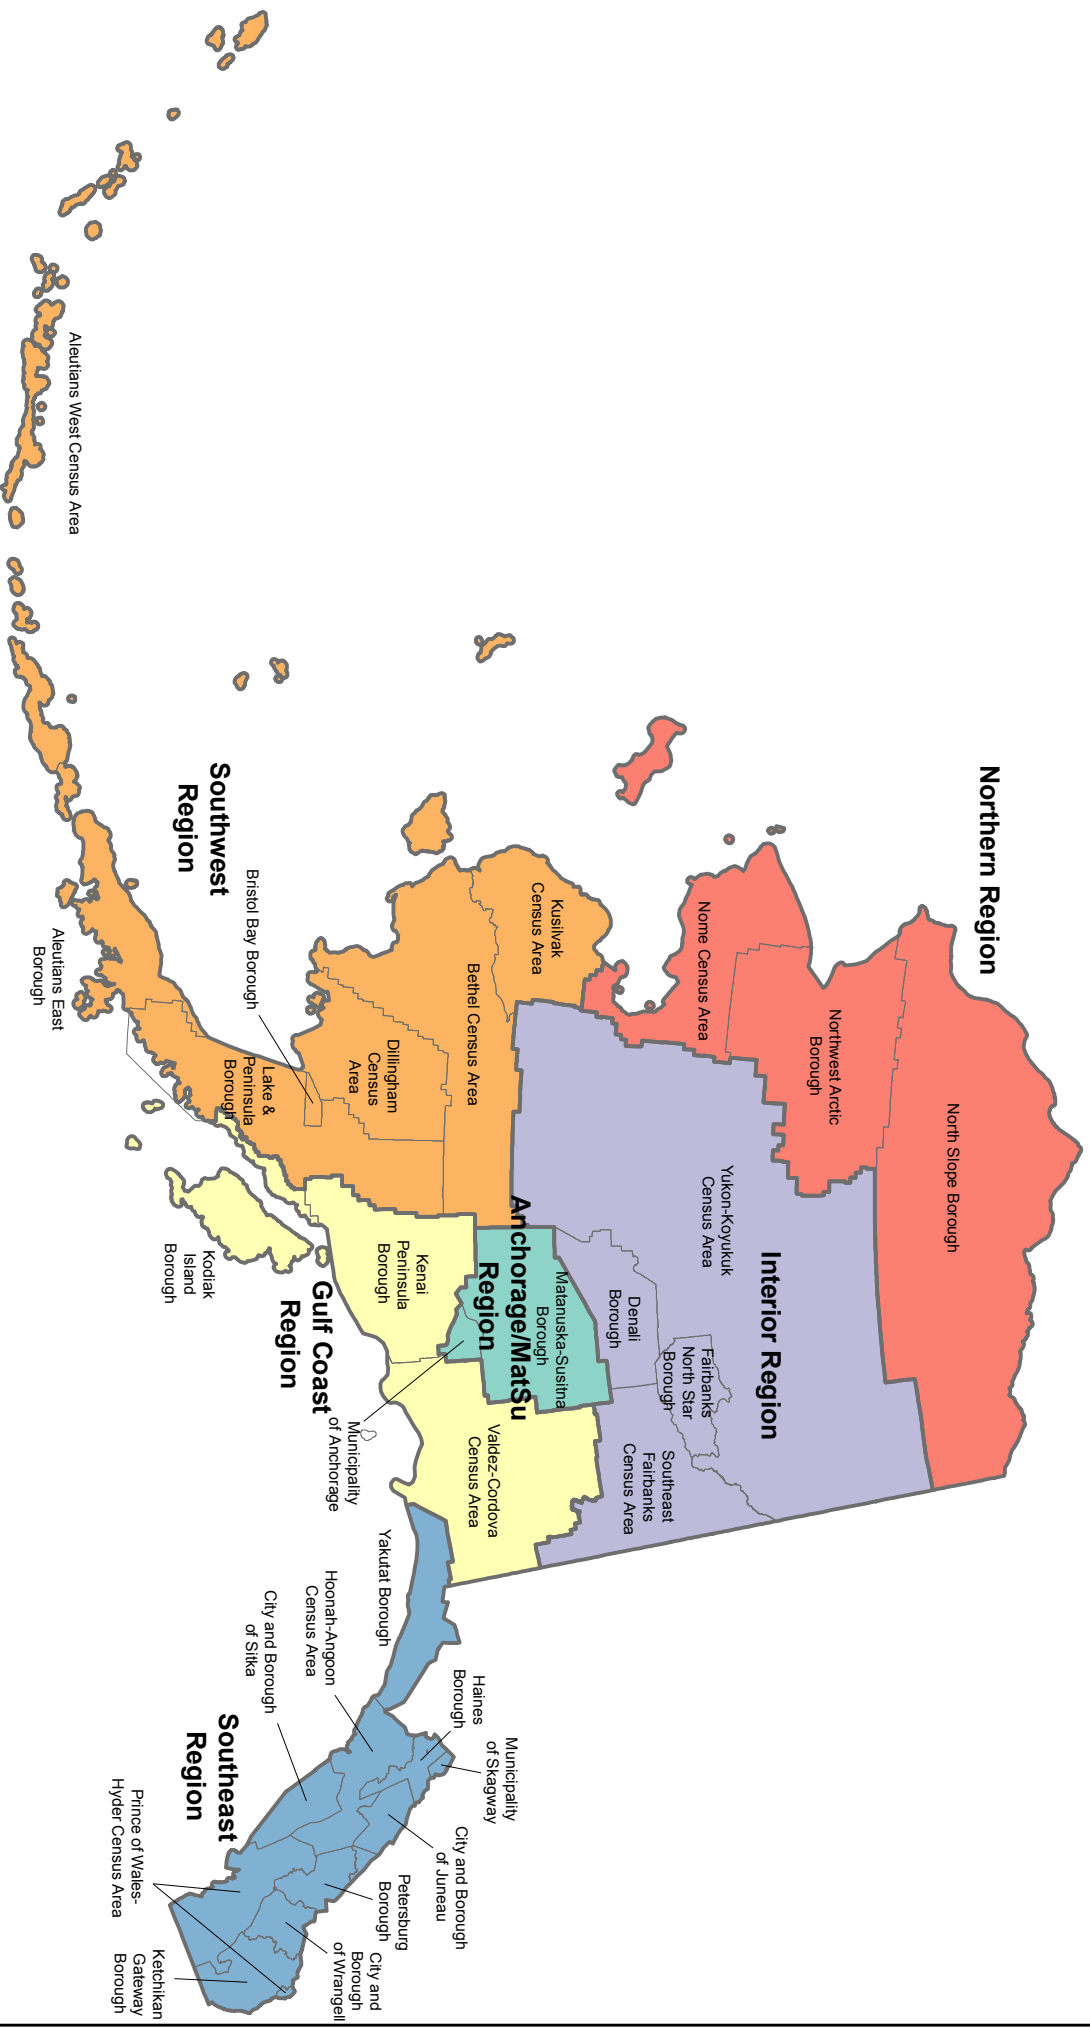 Northern Region
North Slope Borough
Northwest Arctic
Borough
Nome Census Area
Interior Region
Yukon-Koyukuk
Census Area
Fairbanks
North Star
Borough
Denali
Borough
Southeast
Fairbanks
Census Area
Kusilvak
Census Area
Bethel Census Area
Dillingham
Census
Area
Bristol Bay Borough
Lake &
Peninsula
Borough
Southwest
Region
Aleutians West Census Area
Aleutians East
Borough
Anchorage/MatSu
Region
Matanuska-Susitna
Borough
Municipality
of Anchorage
Kenai
Peninsula
Borough
Valdez-Cordova
Census Area
Gulf Coast
Region
Kodiak
Island
Borough
Yakutat Borough
Hoonah-Angoon
Census Area
City and Borough
of Sitka
Haines
Borough
Municipality
of Skagway
City and Borough
of Juneau
Petersburg
Borough
City and
Borough
of Wrangell
Southeast
Region
Prince of Wales-
Hyder Census Area
Ketchikan
Gateway
Borough